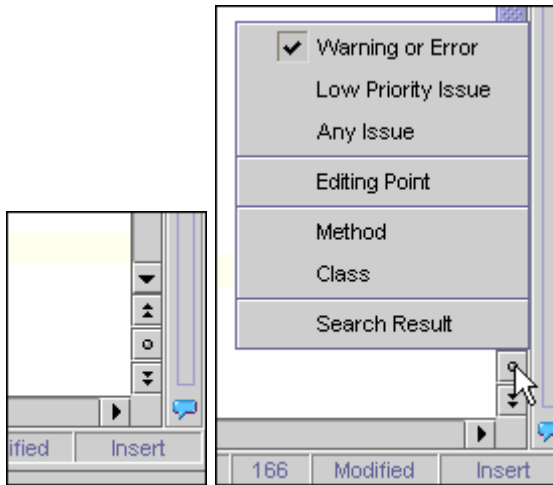 ified Insert
Warning or Error
Low Priority Issue
Any Issue
Editing Point
Method
Class
Search Result
166 Modified Insert